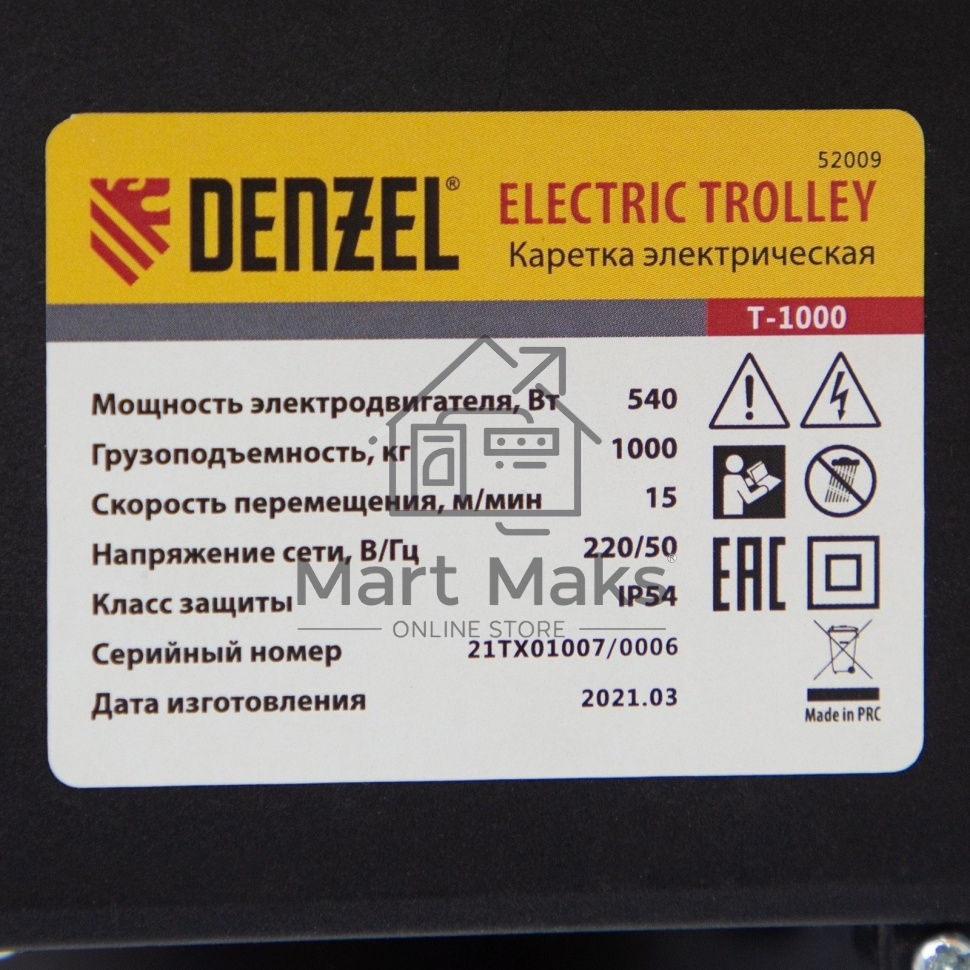 52009
DENZEL®
ELECTRIC TROLLEY
Каретка электрическая
T-1000
Мощность электродвигателя, Вт 540
Грузоподъемность, кг 1000
Скорость перемещения, м/мин 15
Напряжение сети, В/Гц 220/50
Класс защиты IP54
Серийный номер 21TX01007/0006
Дата изготовления 2021.03
EAC
Made in PRC
Mart Maks®
ONLINE STORE